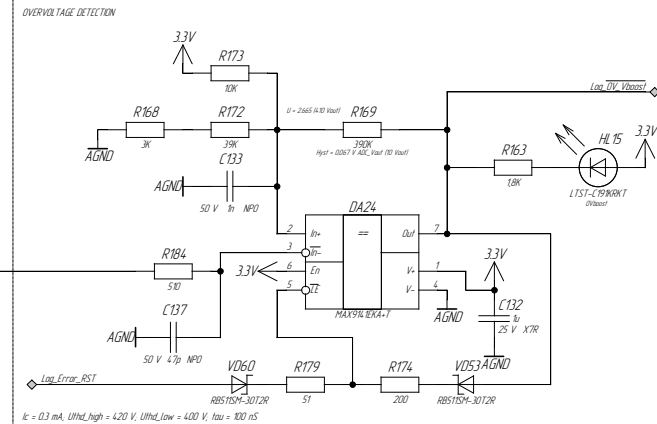 OVERVOLTAGE DETECTION
3.3V
R173
10K
Log_OV_Vboost
R168
3K
R172
39K
U = 2.665 (410 Vout)
R169
390K
Hyst = 0.067 V ADC_Vout (10 Vout)
3.3V
HL15
R163
1,8K
LTST-C191KRKT
OVboost
AGND
C133
AGND
50 V 1n NPO
DA24
2 In+
==
Out 7
3 In-
6 En
V+ 1
5 LE
V- 4
MAX9141EKA+T
R184
510
3.3V
3.3V
AGND
C132
1u
25 V X7R
AGND
C137
AGND
50 V 47p NPO
Log_Error_RST
VD60
RB511SM-30T2R
R179
51
R174
200
VD53
RB511SM-30T2R
Ic = 0.3 mA, Uthd_high = 420 V, Uthd_low = 400 V, tau = 100 nS